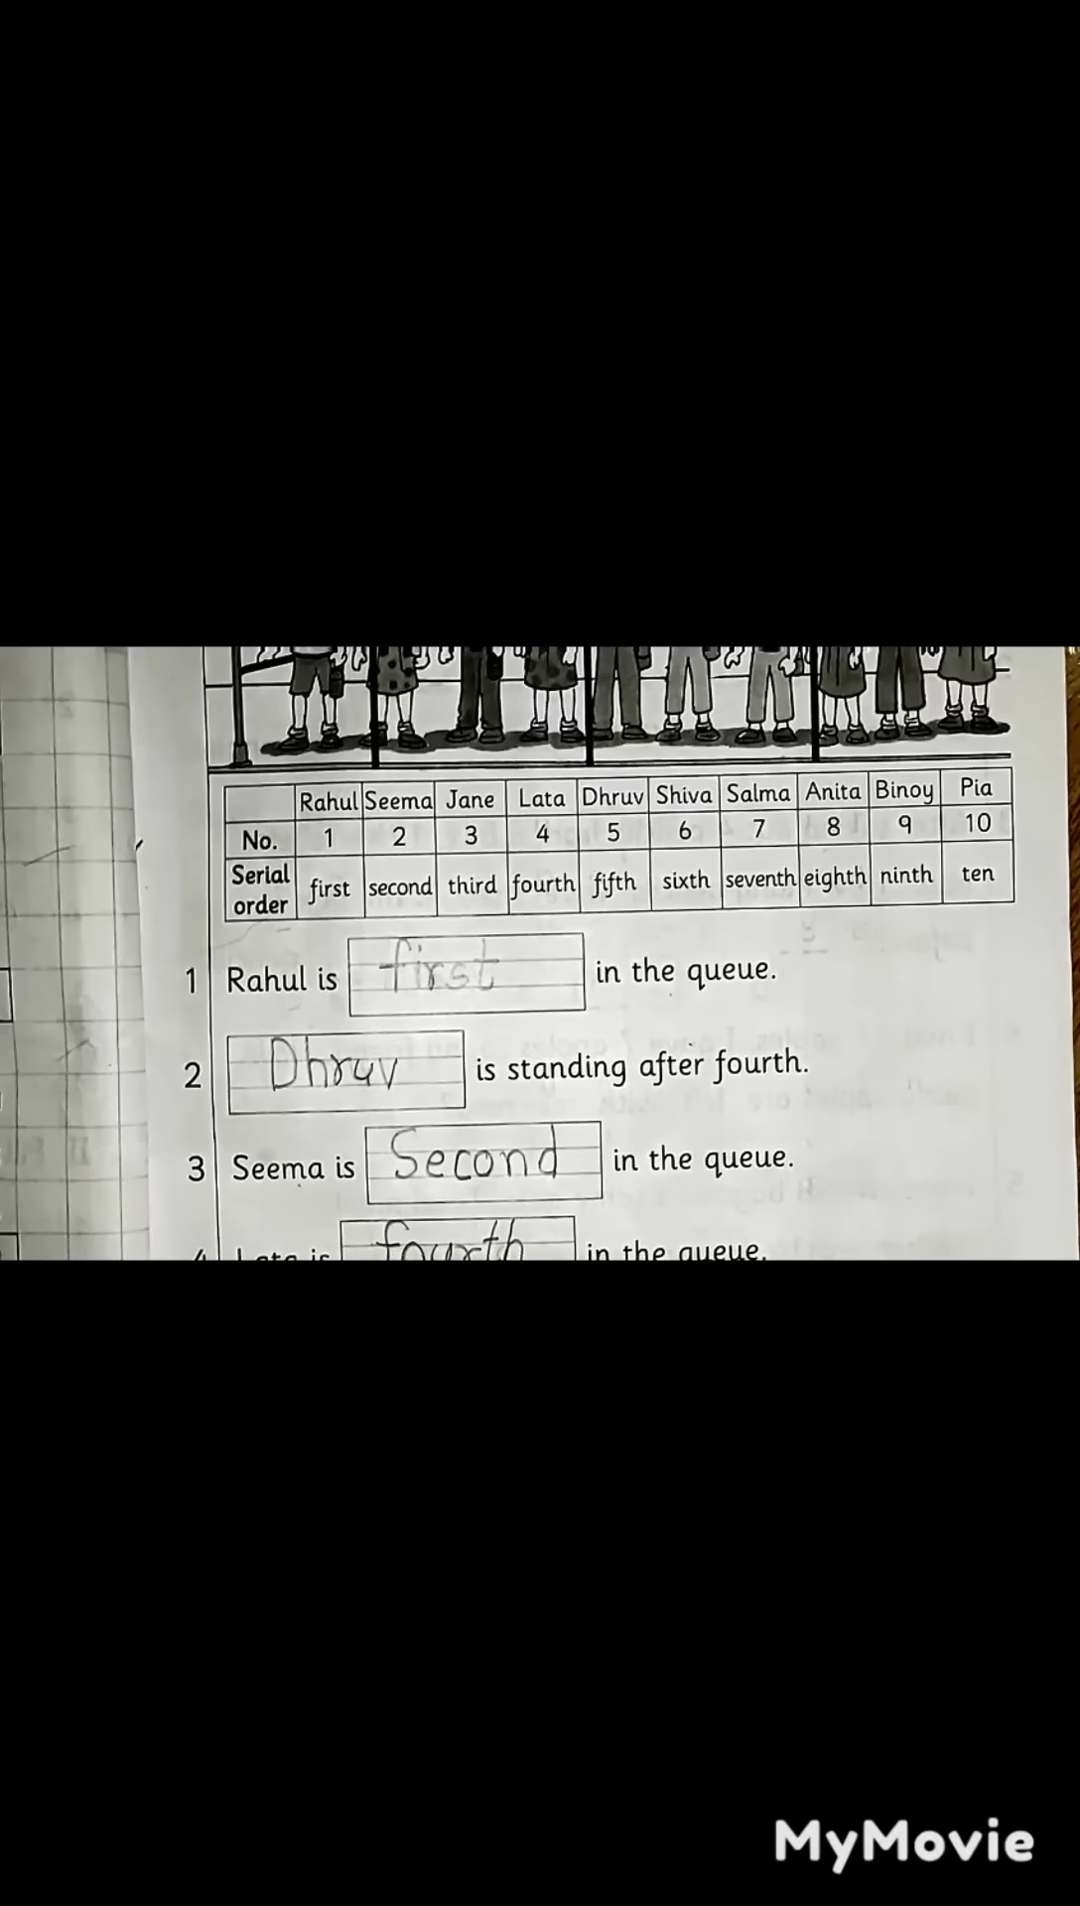 Rahul Seema Jane Lata Dhruv Shiva Salma Anita Binoy Pia
No. 1 2 3 4 5 6 7 8 9 10
Serial order first second third fourth fifth sixth seventh eighth ninth ten
1 Rahul is first in the queue.
2 Dhruv is standing after fourth.
3 Seema is Second in the queue.
4 Lata is fourth in the queue.
MyMovie